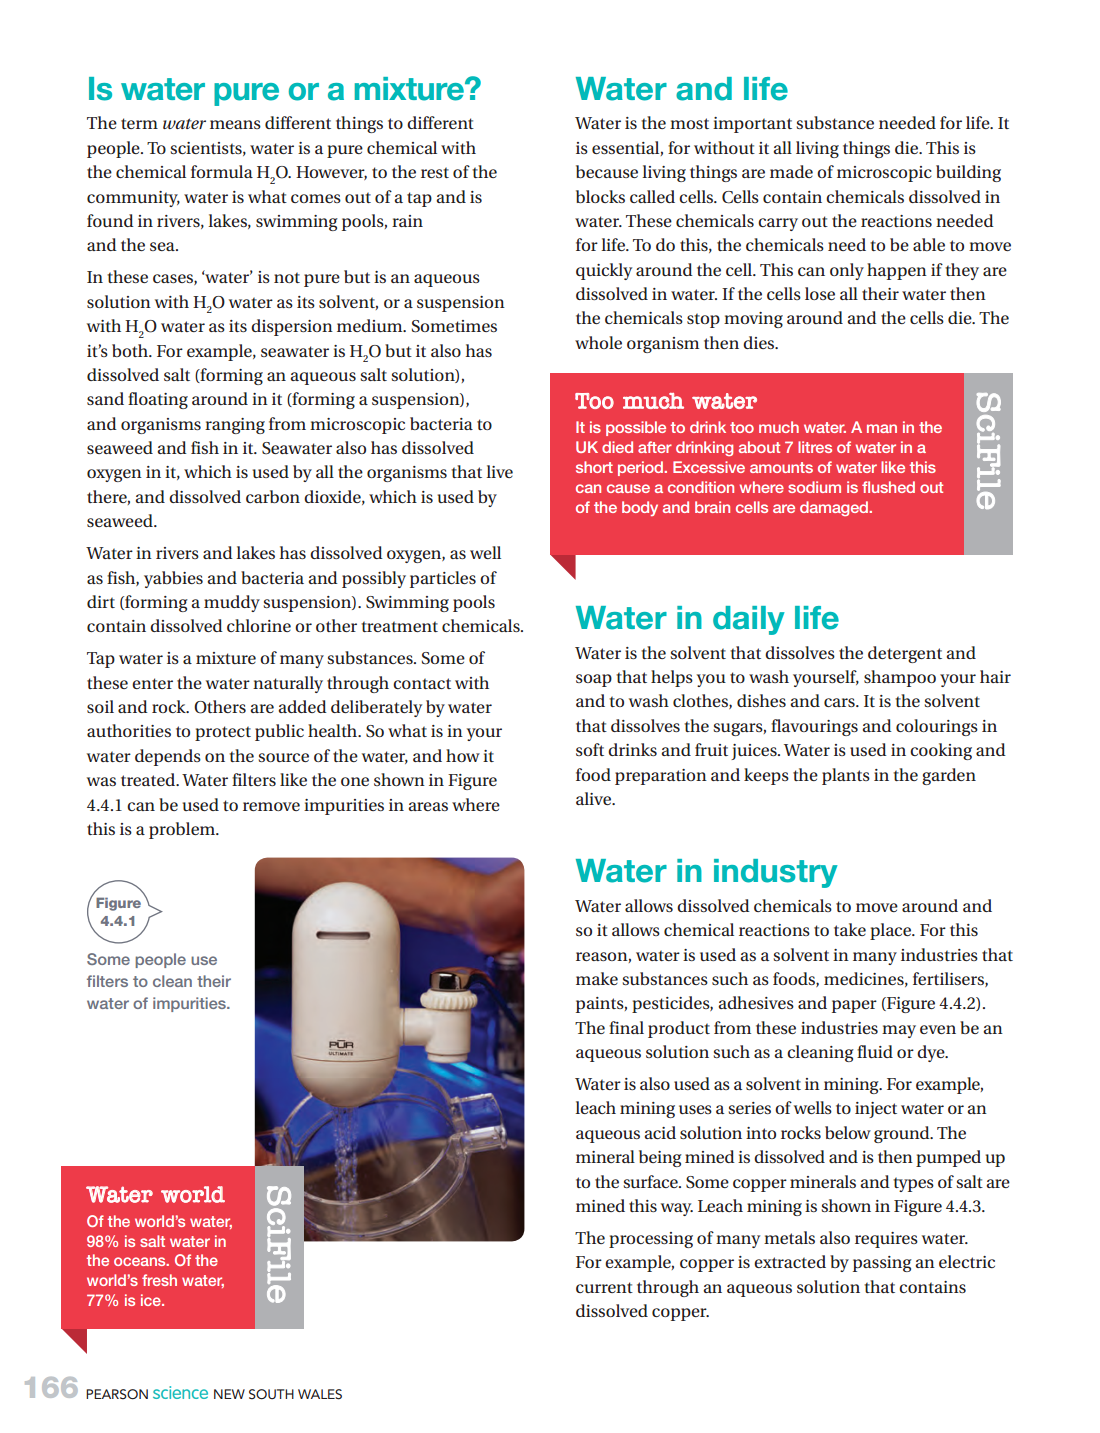 Is water pure or a mixture?
The term water means different things to different
people. To scientists, water is a pure chemical with
the chemical formula H2O. However, to the rest of the
community, water is what comes out of a tap and is
found in rivers, lakes, swimming pools, rain
and the sea.
In these cases, ‘water’ is not pure but is an aqueous
solution with H2O water as its solvent, or a suspension
with H2O water as its dispersion medium. Sometimes
it’s both. For example, seawater is H2O but it also has
dissolved salt (forming an aqueous salt solution),
sand floating around in it (forming a suspension),
and organisms ranging from microscopic bacteria to
seaweed and fish in it. Seawater also has dissolved
oxygen in it, which is used by all the organisms that live
there, and dissolved carbon dioxide, which is used by
seaweed.
Water in rivers and lakes has dissolved oxygen, as well
as fish, yabbies and bacteria and possibly particles of
dirt (forming a muddy suspension). Swimming pools
contain dissolved chlorine or other treatment chemicals.
Tap water is a mixture of many substances. Some of
these enter the water naturally through contact with
soil and rock. Others are added deliberately by water
authorities to protect public health. So what is in your
water depends on the source of the water, and how it
was treated. Water filters like the one shown in Figure
4.4.1 can be used to remove impurities in areas where
this is a problem.
Figure
4.4.1
Some people use
filters to clean their
water of impurities.
PUR
ULTIMATE
Water world
Of the world’s water,
98% is salt water in
the oceans. Of the
world’s fresh water,
77% is ice.
SciFile
Water and life
Water is the most important substance needed for life. It
is essential, for without it all living things die. This is
because living things are made of microscopic building
blocks called cells. Cells contain chemicals dissolved in
water. These chemicals carry out the reactions needed
for life. To do this, the chemicals need to be able to move
quickly around the cell. This can only happen if they are
dissolved in water. If the cells lose all their water then
the chemicals stop moving around and the cells die. The
whole organism then dies.
Too much water
It is possible to drink too much water. A man in the
UK died after drinking about 7 litres of water in a
short period. Excessive amounts of water like this
can cause a condition where sodium is flushed out
of the body and brain cells are damaged.
SciFile
Water in daily life
Water is the solvent that dissolves the detergent and
soap that helps you to wash yourself, shampoo your hair
and to wash clothes, dishes and cars. It is the solvent
that dissolves the sugars, flavourings and colourings in
soft drinks and fruit juices. Water is used in cooking and
food preparation and keeps the plants in the garden
alive.
Water in industry
Water allows dissolved chemicals to move around and
so it allows chemical reactions to take place. For this
reason, water is used as a solvent in many industries that
make substances such as foods, medicines, fertilisers,
paints, pesticides, adhesives and paper (Figure 4.4.2).
The final product from these industries may even be an
aqueous solution such as a cleaning fluid or dye.
Water is also used as a solvent in mining. For example,
leach mining uses a series of wells to inject water or an
aqueous acid solution into rocks below ground. The
mineral being mined is dissolved and is then pumped up
to the surface. Some copper minerals and types of salt are
mined this way. Leach mining is shown in Figure 4.4.3.
The processing of many metals also requires water.
For example, copper is extracted by passing an electric
current through an aqueous solution that contains
dissolved copper.
166 PEARSON science NEW SOUTH WALES